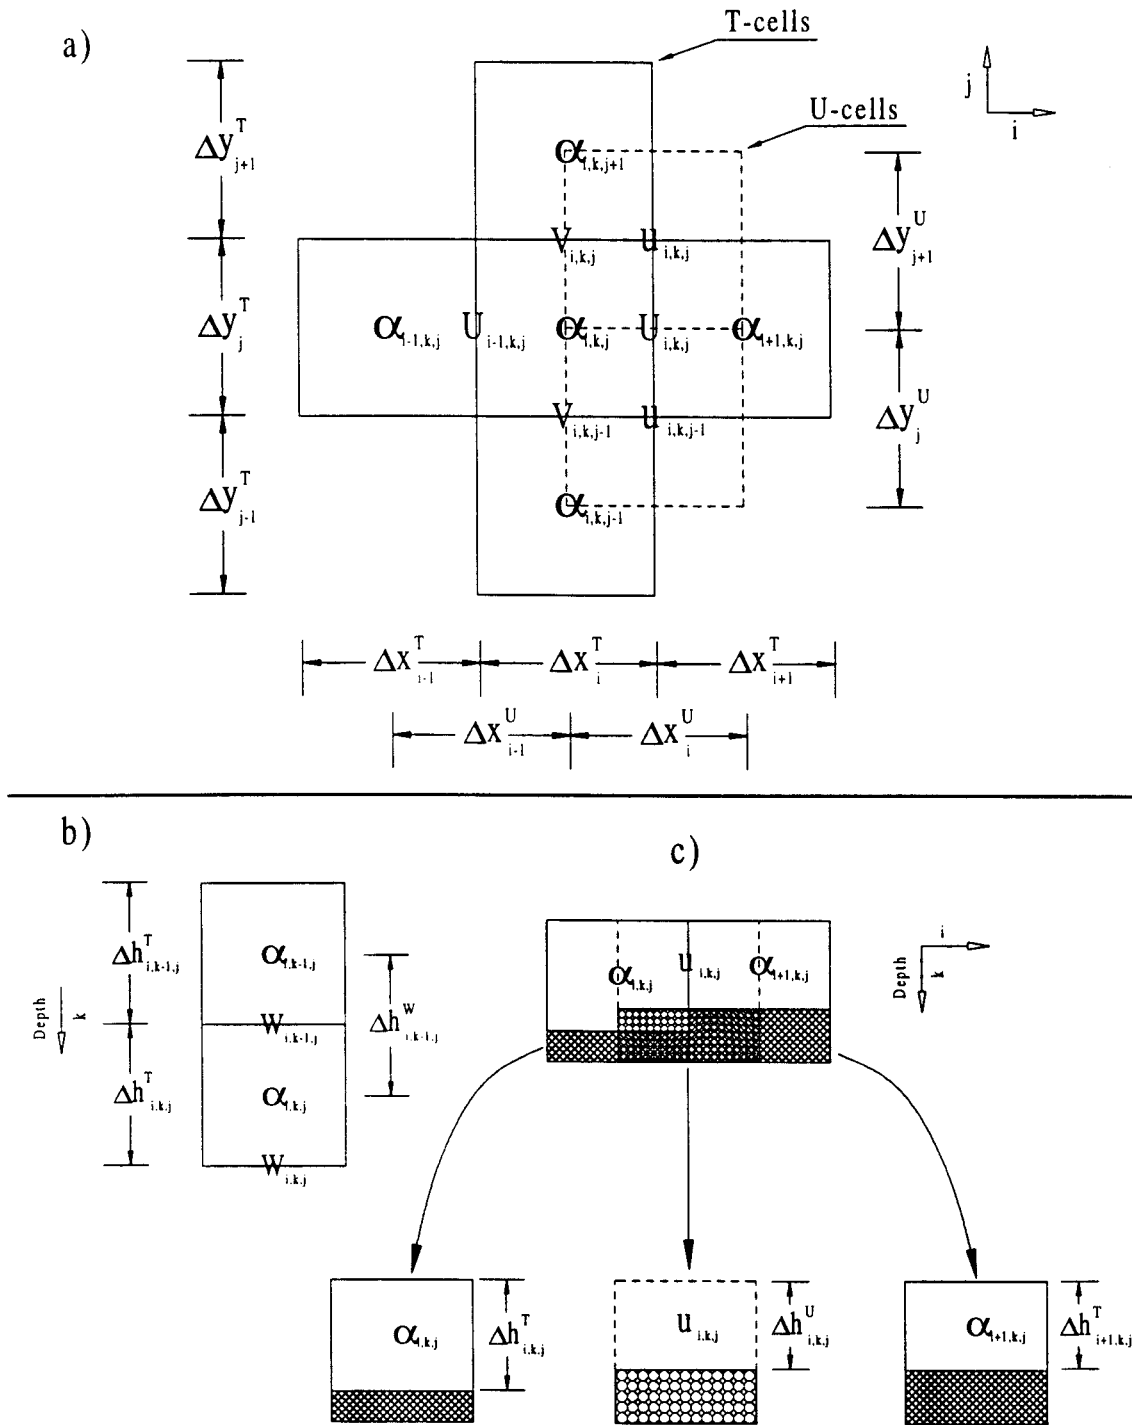 a)
T-cells
U-cells
j
i
Δy^T_{j+1}
α_{i,k,j+1}
Δy^U_{j+1}
V_{i,k,j} u_{i,k,j}
Δy^T_j
α_{i-1,k,j} U_{i-1,k,j} α_{i,k,j} U_{i,k,j} α_{i+1,k,j}
Δy^U_j
V_{i,k,j-1} u_{i,k,j-1}
Δy^T_{j-1}
α_{i,k,j-1}
Δx^T_{i-1} Δx^T_i Δx^T_{i+1}
Δx^U_{i-1} Δx^U_i
b)
Δh^T_{i,k-1,j}
α_{i,k-1,j}
Depth
k
W_{i,k-1,j}
Δh^W_{i,k-1,j}
Δh^T_{i,k,j}
α_{i,k,j}
W_{i,k,j}
c)
α_{i,k,j} u_{i,k,j} α_{i+1,k,j}
i
Depth
k
α_{i,k,j} Δh^T_{i,k,j}
u_{i,k,j} Δh^U_{i,k,j}
α_{i+1,k,j} Δh^T_{i+1,k,j}